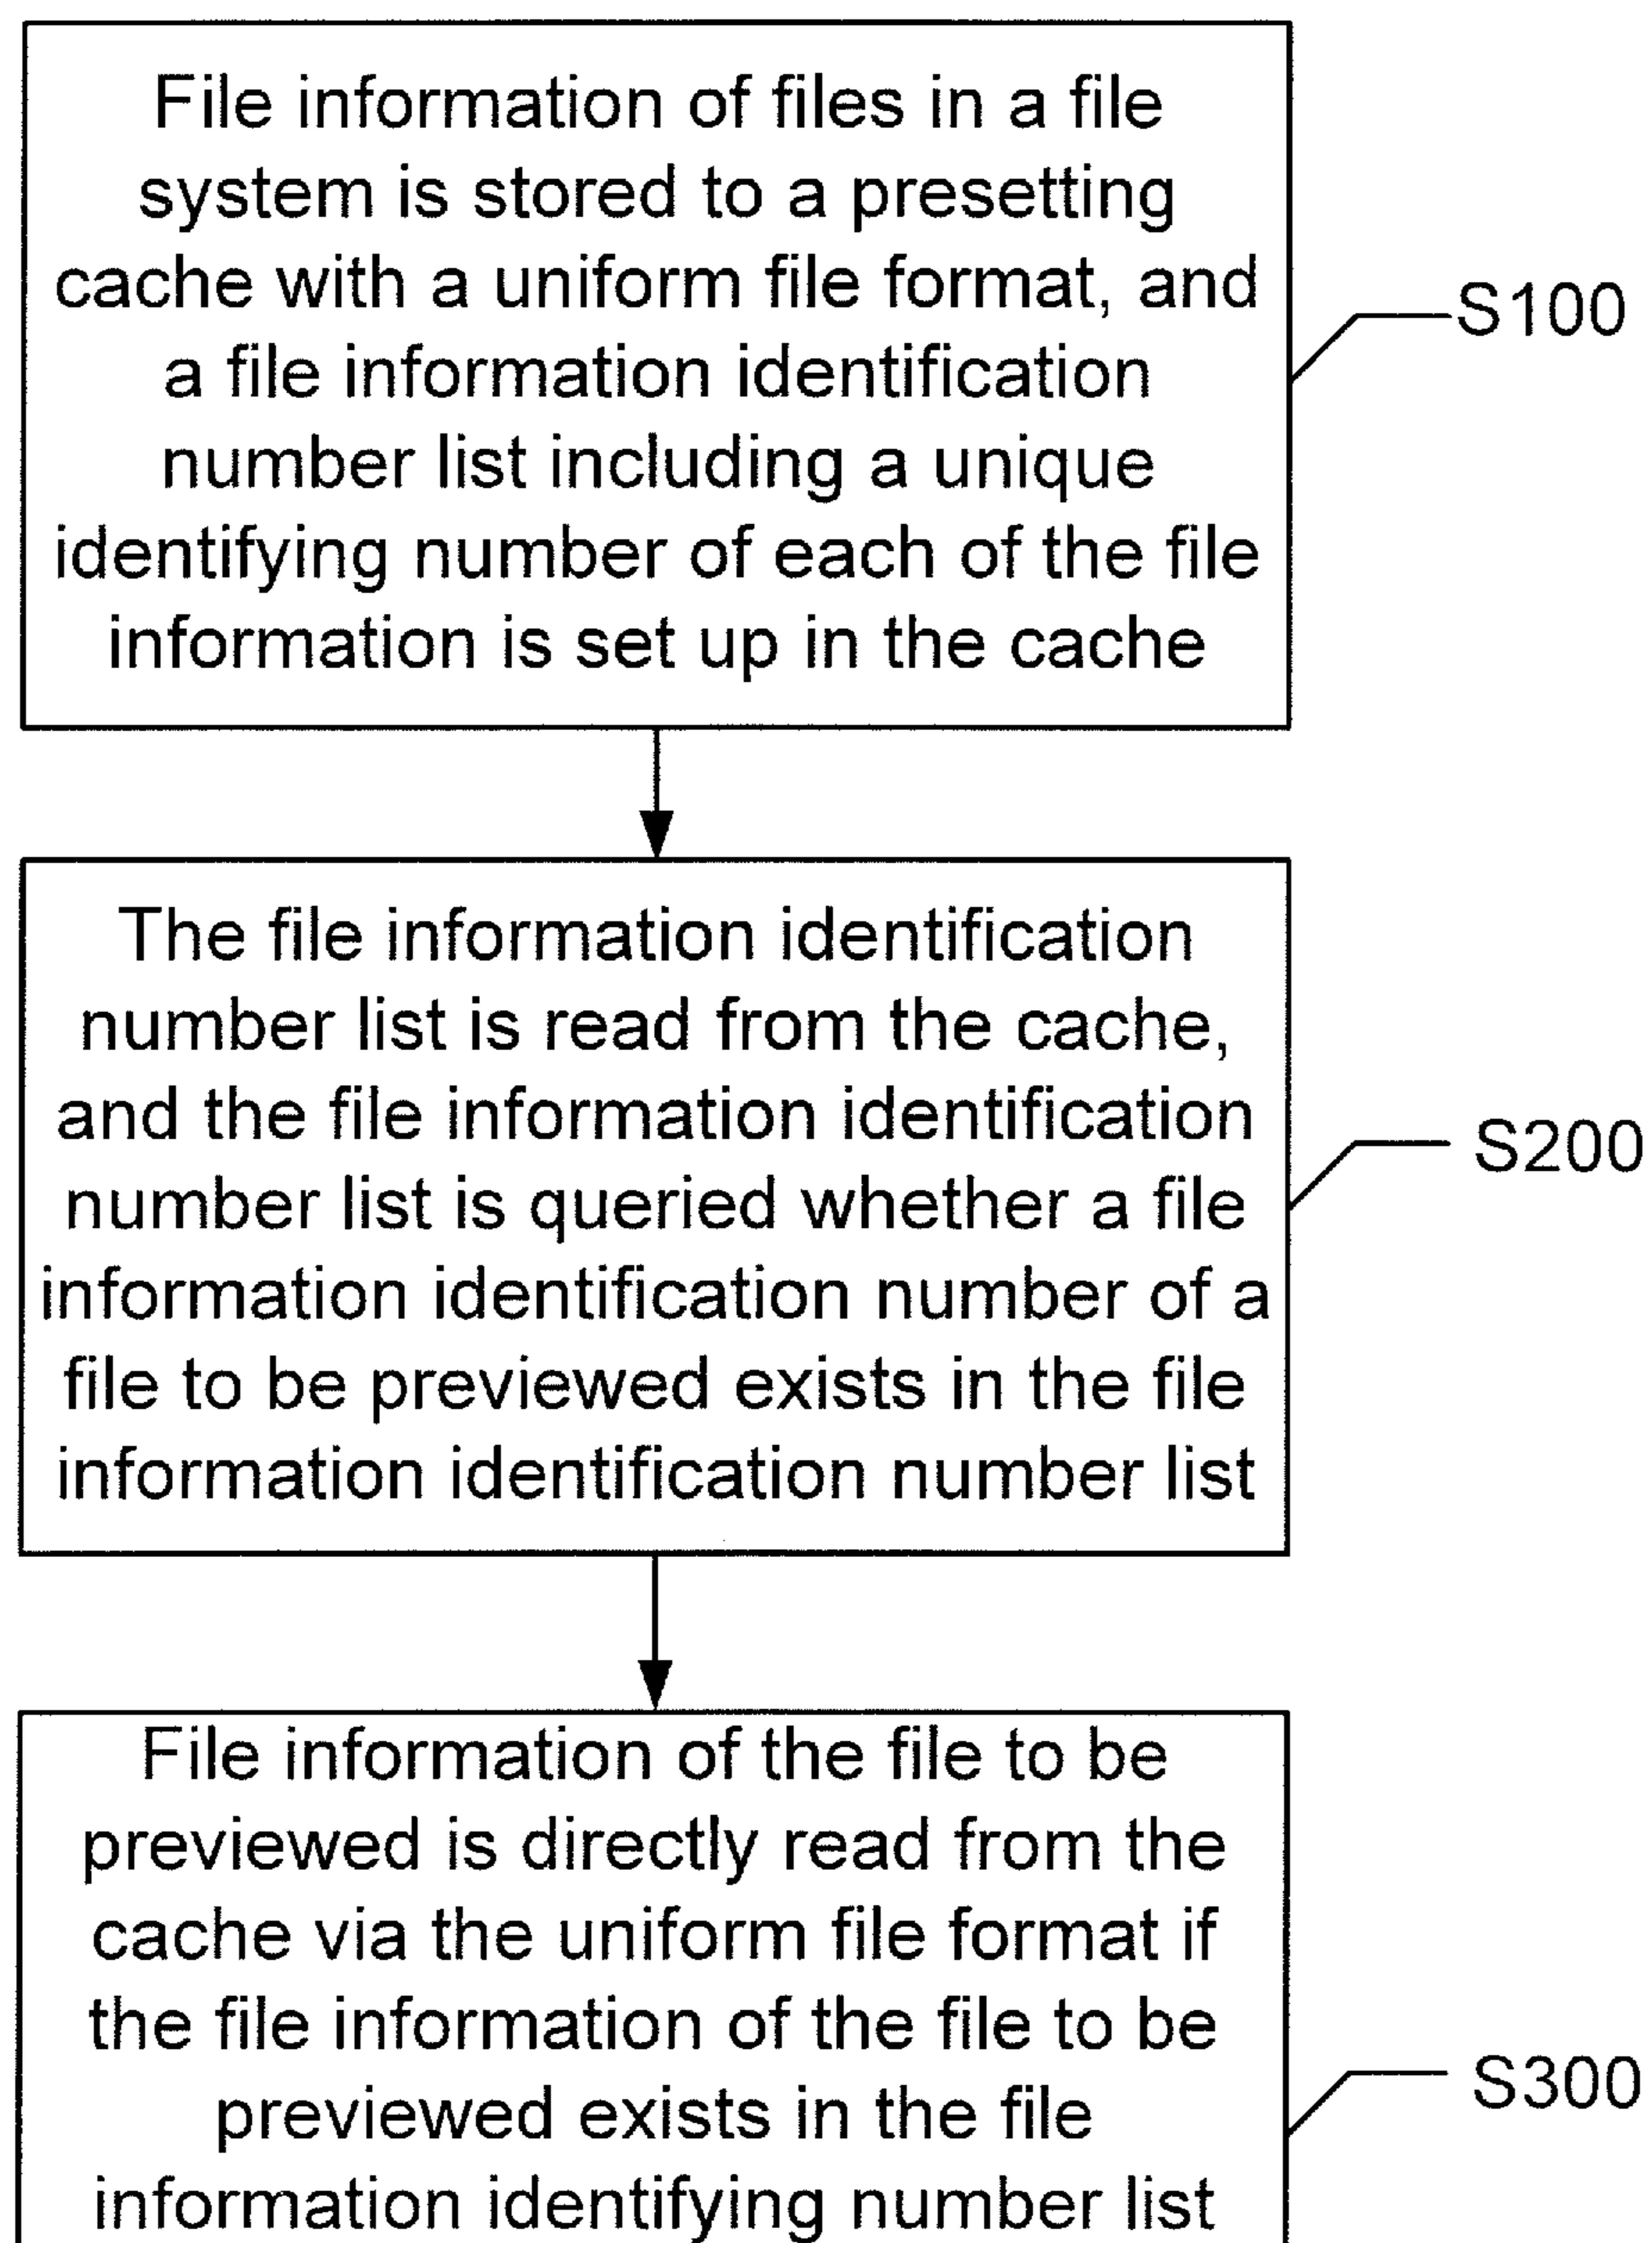 File information of files in a file
system is stored to a presetting
cache with a uniform file format, and
a file information identification
number list including a unique
identifying number of each of the file
information is set up in the cache
S100
The file information identification
number list is read from the cache,
and the file information identification
number list is queried whether a file
information identification number of a
file to be previewed exists in the file
information identification number list
S200
File information of the file to be
previewed is directly read from the
cache via the uniform file format if
the file information of the file to be
previewed exists in the file
information identifying number list
S300